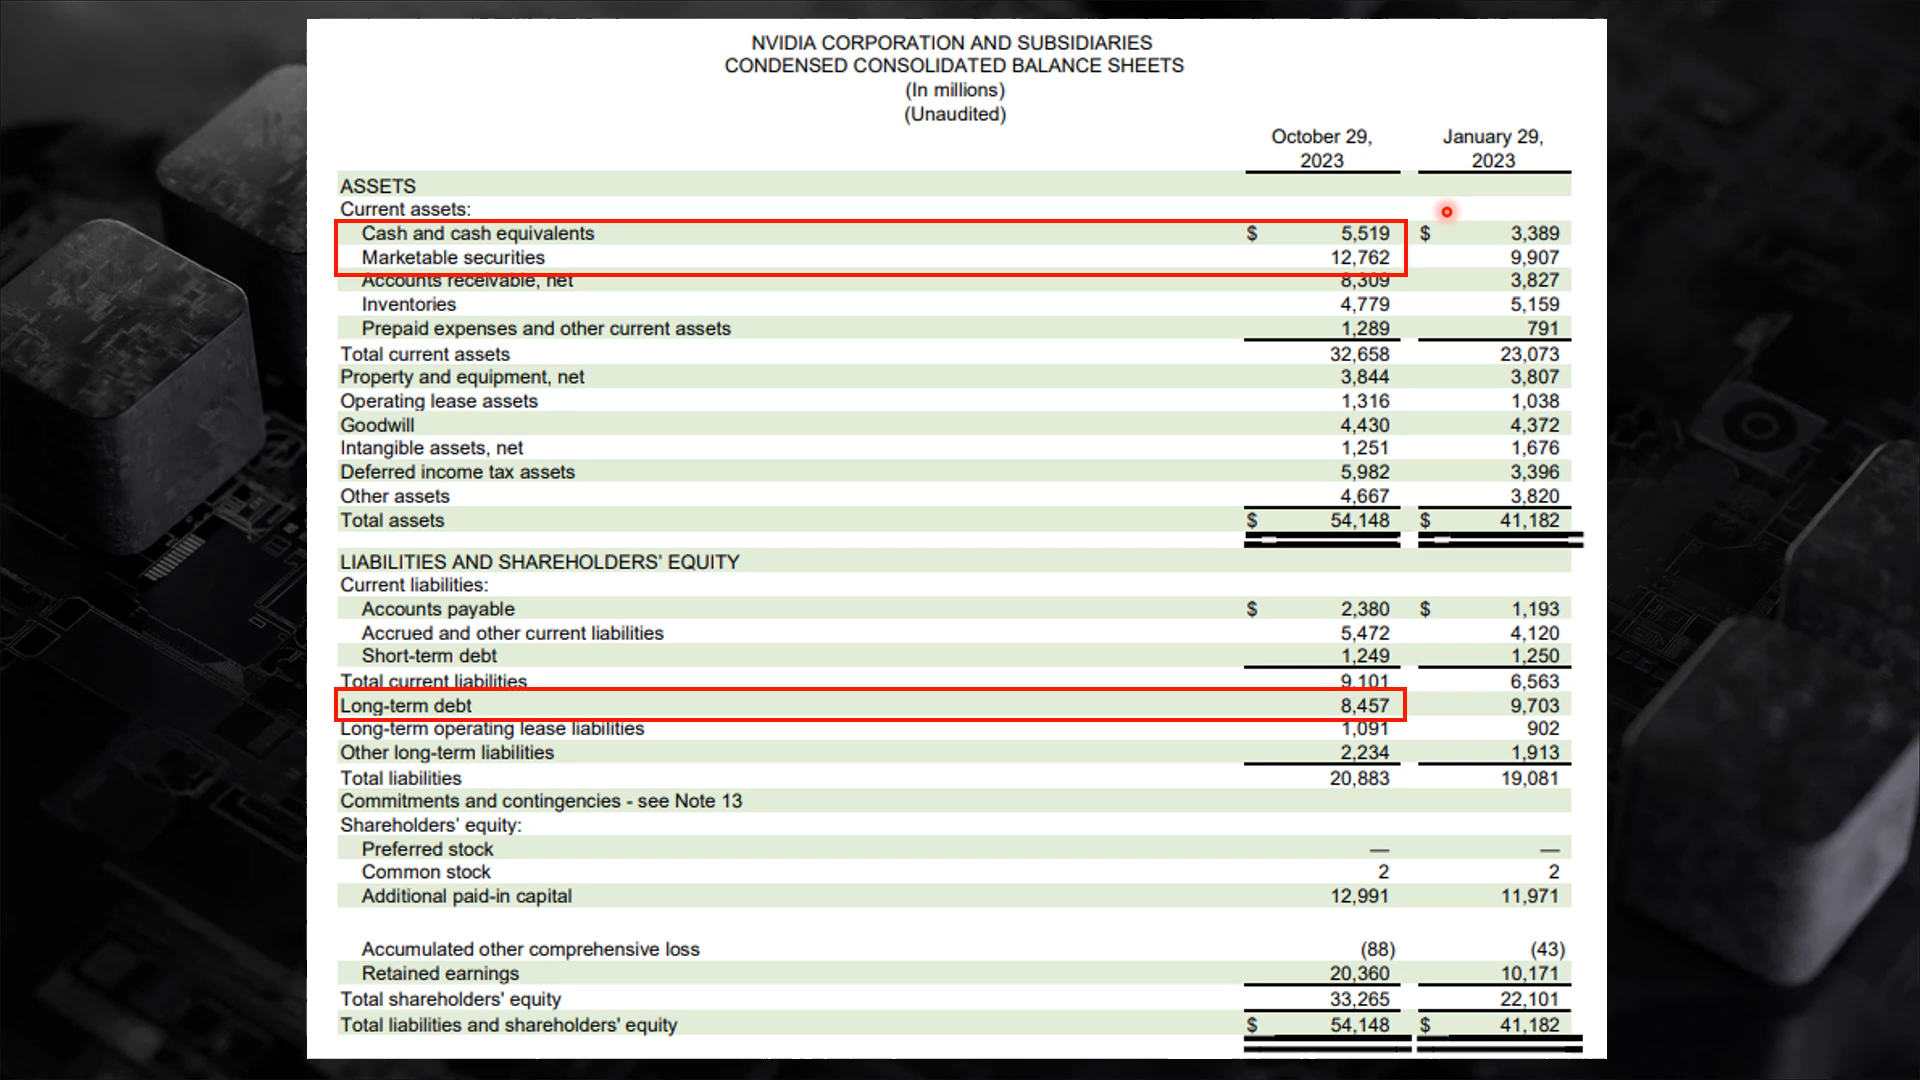 NVIDIA CORPORATION AND SUBSIDIARIES
CONDENSED CONSOLIDATED BALANCE SHEETS
(In millions)
(Unaudited)
October 29, January 29,
2023 2023
ASSETS
Current assets:
Cash and cash equivalents $ 5,519 $ 3,389
Marketable securities 12,762 9,907
Accounts receivable, net 8,309 3,827
Inventories 4,779 5,159
Prepaid expenses and other current assets 1,289 791
Total current assets 32,658 23,073
Property and equipment, net 3,844 3,807
Operating lease assets 1,316 1,038
Goodwill 4,430 4,372
Intangible assets, net 1,251 1,676
Deferred income tax assets 5,982 3,396
Other assets 4,667 3,820
Total assets $ 54,148 $ 41,182
LIABILITIES AND SHAREHOLDERS' EQUITY
Current liabilities:
Accounts payable $ 2,380 $ 1,193
Accrued and other current liabilities 5,472 4,120
Short-term debt 1,249 1,250
Total current liabilities 9,101 6,563
Long-term debt 8,457 9,703
Long-term operating lease liabilities 1,091 902
Other long-term liabilities 2,234 1,913
Total liabilities 20,883 19,081
Commitments and contingencies - see Note 13
Shareholders' equity:
Preferred stock — —
Common stock 2 2
Additional paid-in capital 12,991 11,971
Accumulated other comprehensive loss (88) (43)
Retained earnings 20,360 10,171
Total shareholders' equity 33,265 22,101
Total liabilities and shareholders' equity $ 54,148 $ 41,182